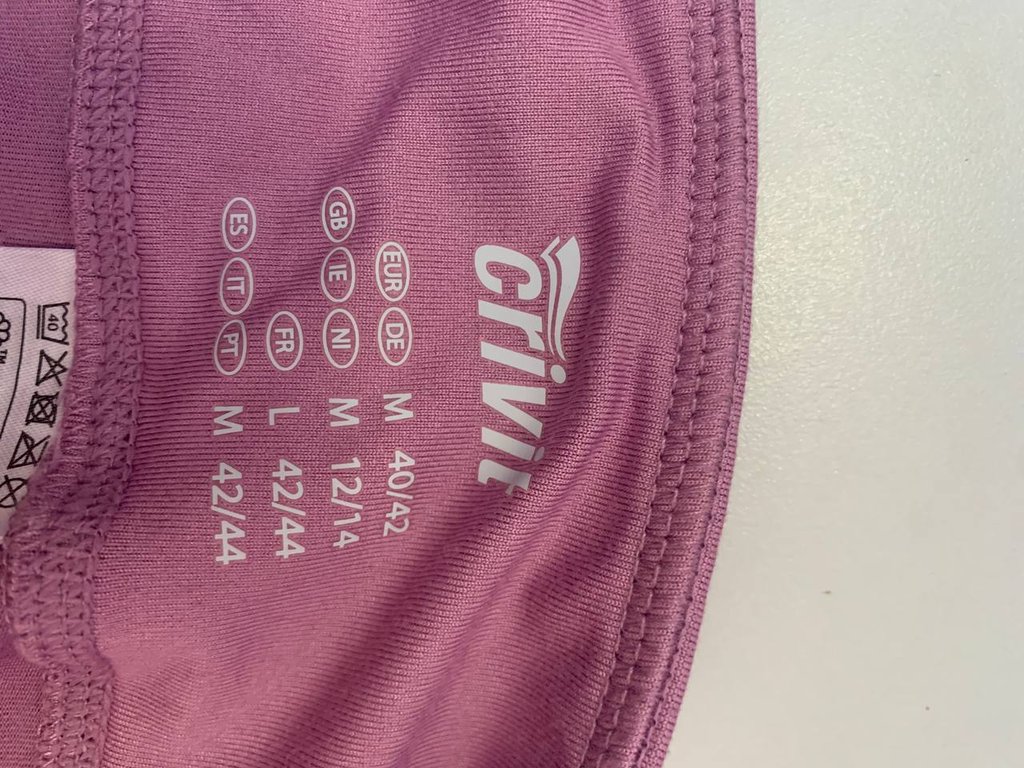 crivit
EUR DE M 40/42
GB IE NI M 12/14
FR L 42/44
ES IT PT M 42/44
40
TM